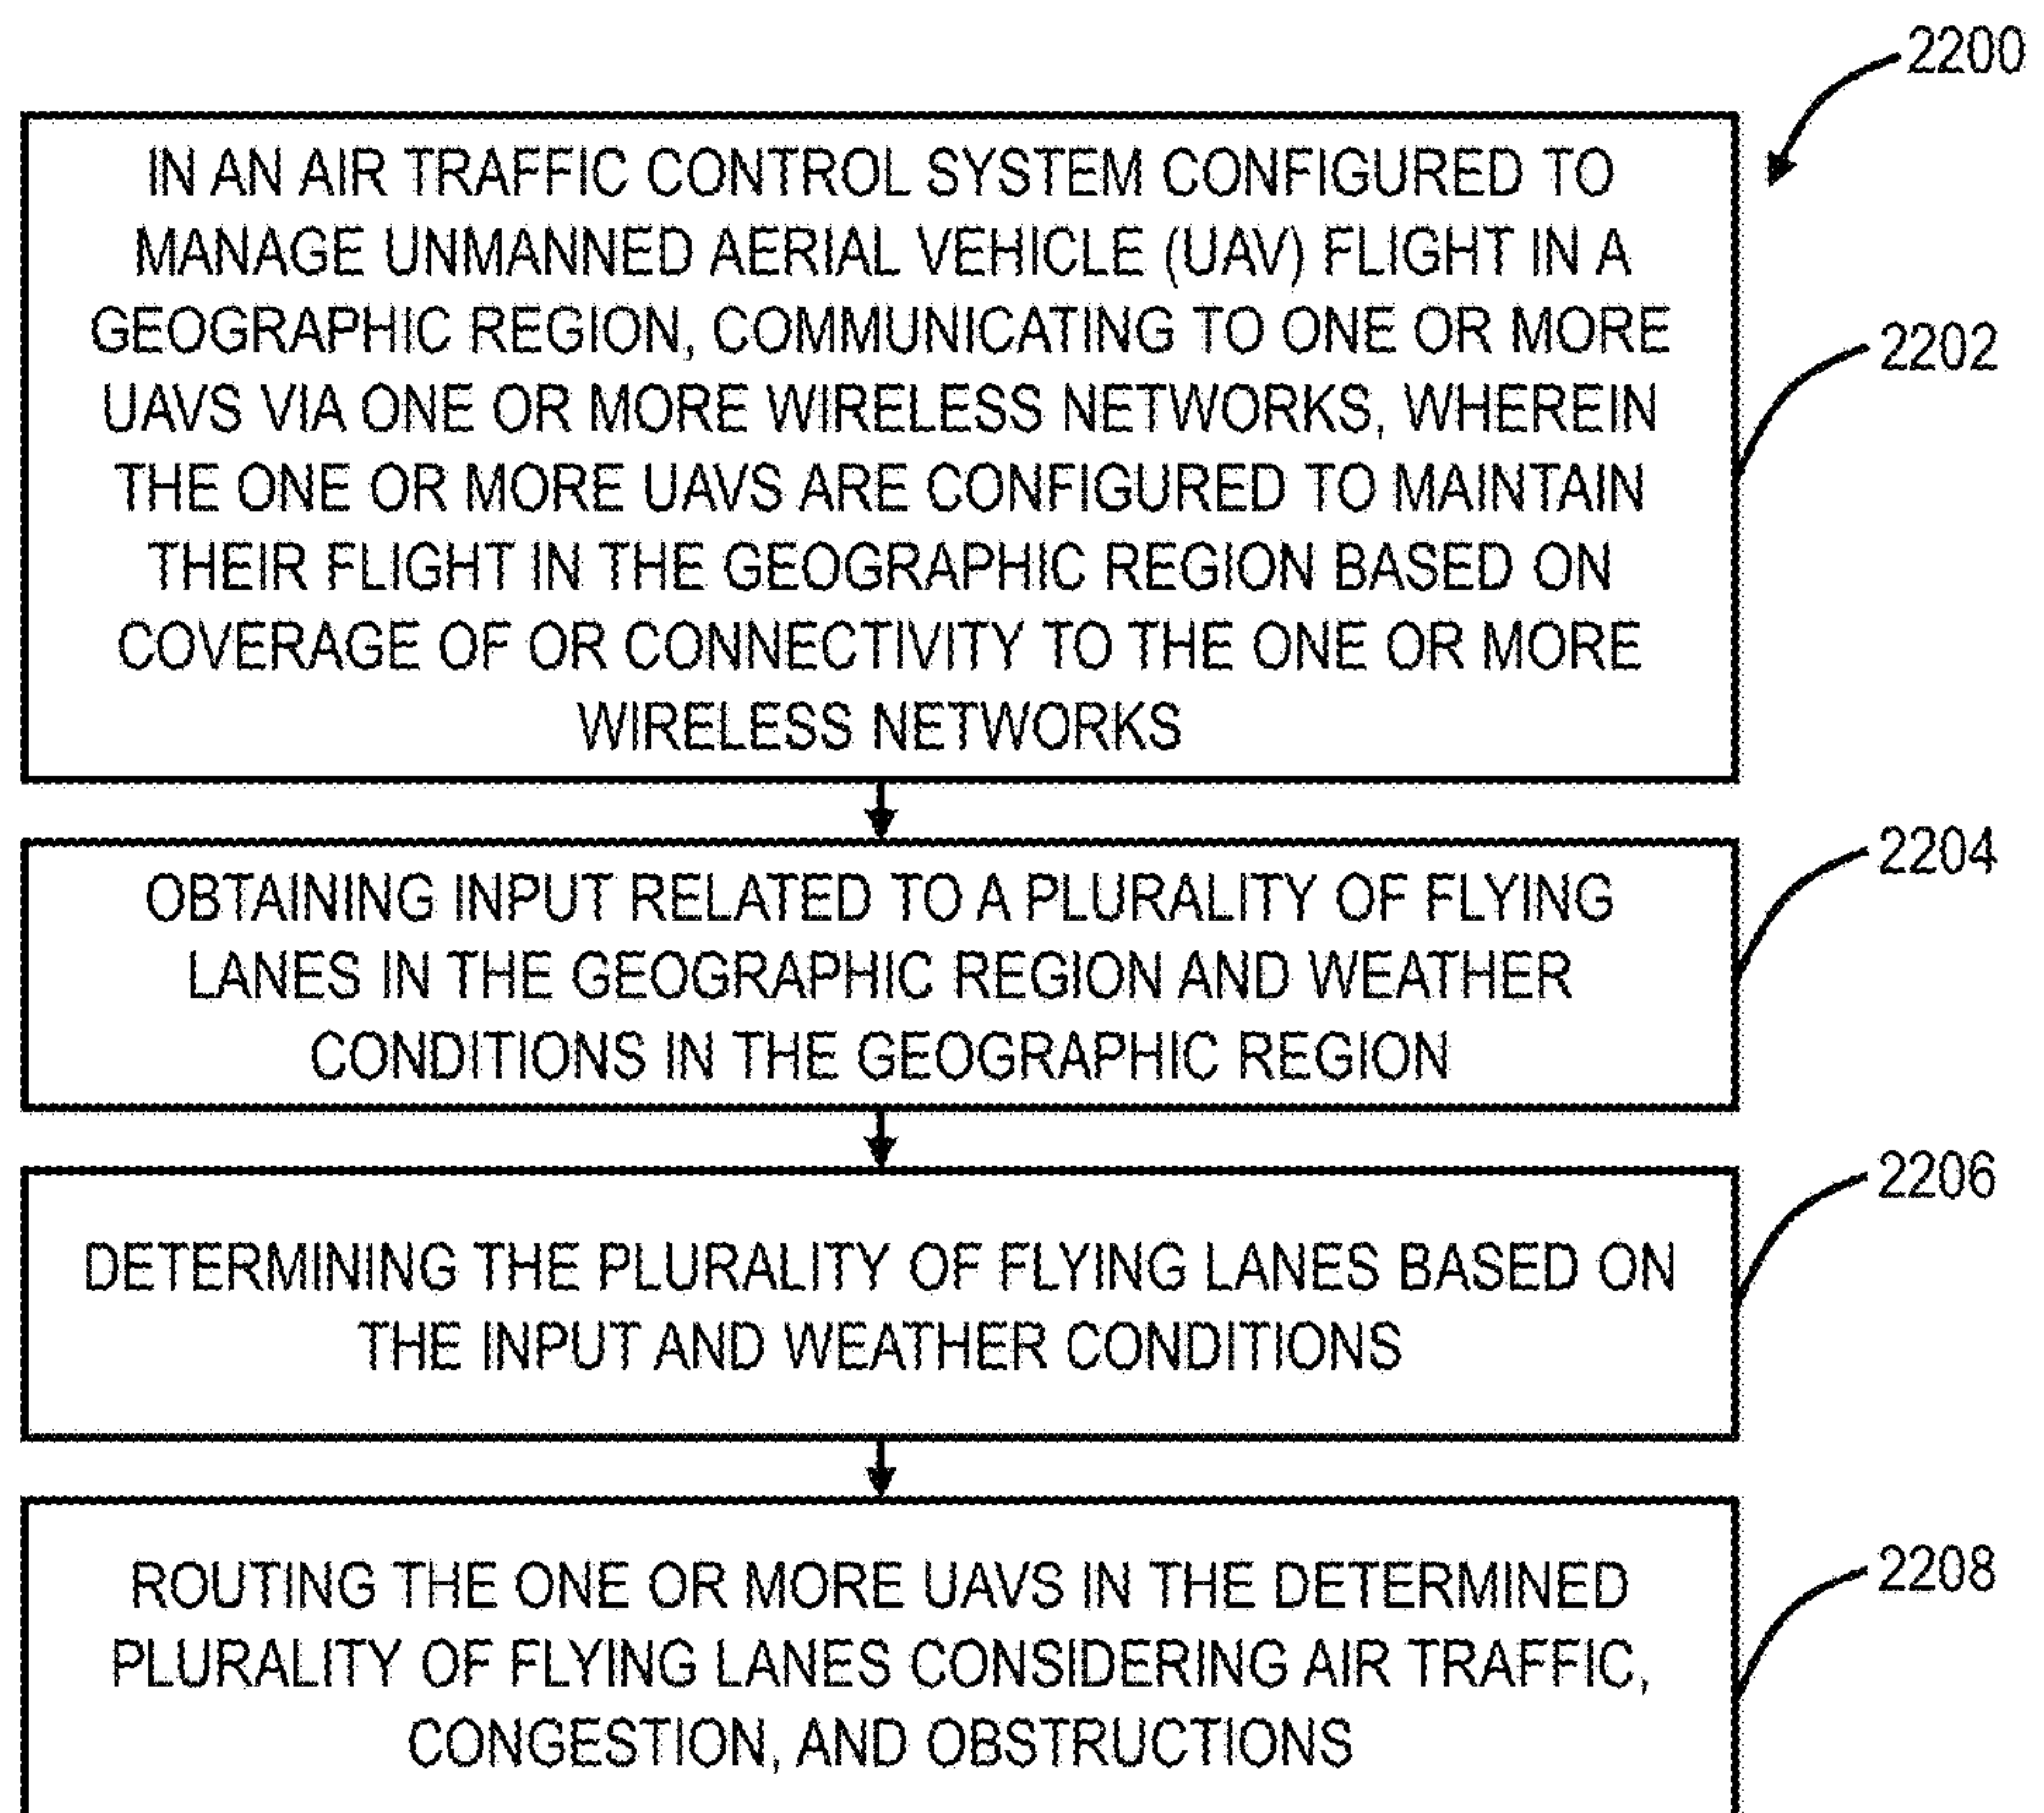 2200
IN AN AIR TRAFFIC CONTROL SYSTEM CONFIGURED TO
MANAGE UNMANNED AERIAL VEHICLE (UAV) FLIGHT IN A
GEOGRAPHIC REGION, COMMUNICATING TO ONE OR MORE
UAVS VIA ONE OR MORE WIRELESS NETWORKS, WHEREIN
THE ONE OR MORE UAVS ARE CONFIGURED TO MAINTAIN
THEIR FLIGHT IN THE GEOGRAPHIC REGION BASED ON
COVERAGE OF OR CONNECTIVITY TO THE ONE OR MORE
WIRELESS NETWORKS
2202
OBTAINING INPUT RELATED TO A PLURALITY OF FLYING
LANES IN THE GEOGRAPHIC REGION AND WEATHER
CONDITIONS IN THE GEOGRAPHIC REGION
2204
DETERMINING THE PLURALITY OF FLYING LANES BASED ON
THE INPUT AND WEATHER CONDITIONS
2206
ROUTING THE ONE OR MORE UAVS IN THE DETERMINED
PLURALITY OF FLYING LANES CONSIDERING AIR TRAFFIC,
CONGESTION, AND OBSTRUCTIONS
2208